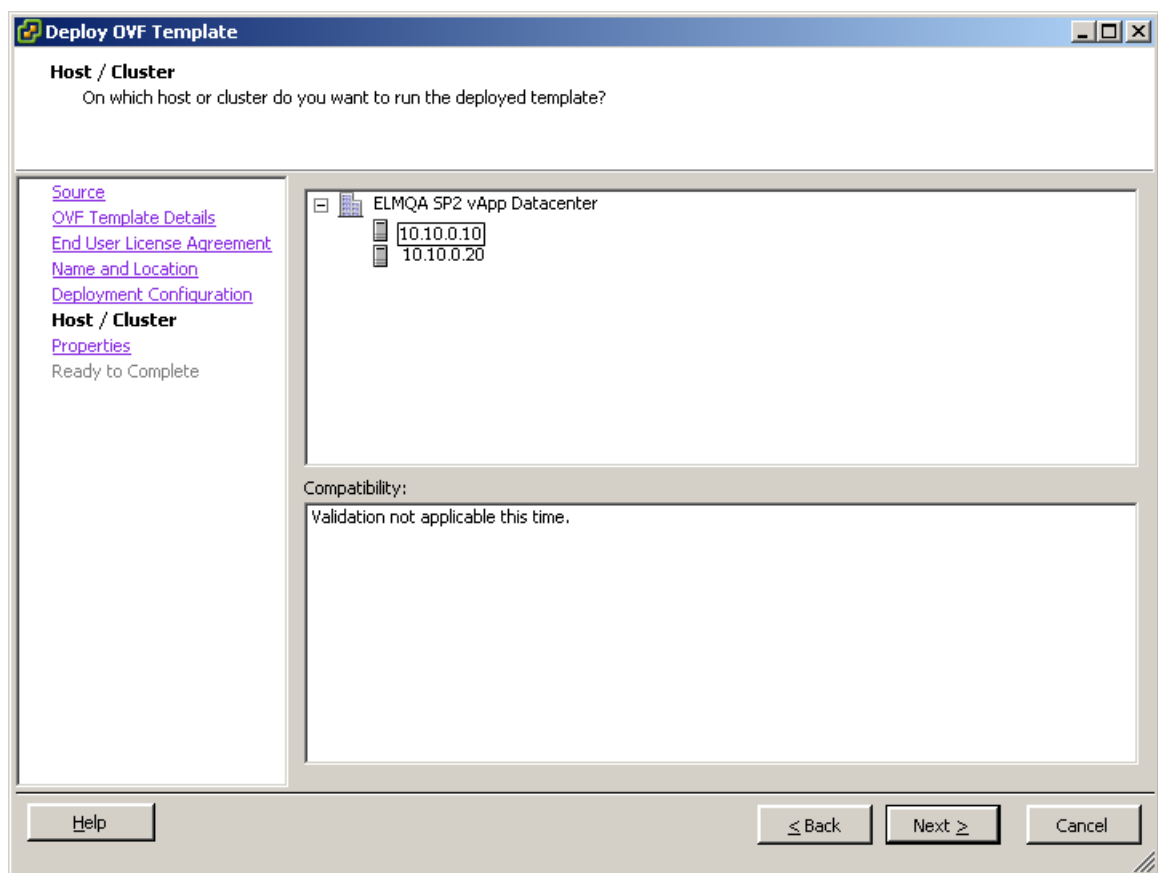 Deploy OVF Template
Host / Cluster
On which host or cluster do you want to run the deployed template?
Source
OVF Template Details
End User License Agreement
Name and Location
Deployment Configuration
Host / Cluster
Properties
Ready to Complete
ELMQA SP2 vApp Datacenter
10.10.0.10
10.10.0.20
Compatibility:
Validation not applicable this time.
Help
< Back
Next >
Cancel